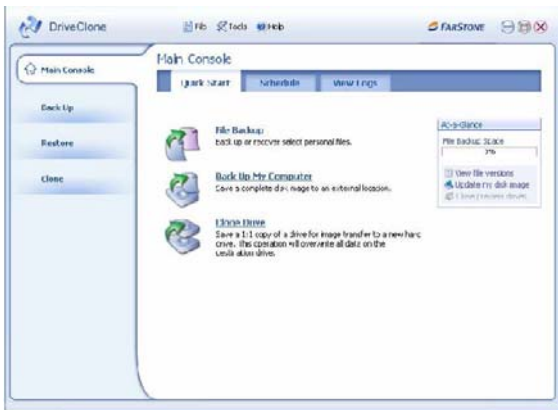 DriveClone
File Tools Help
FARSTONE
Main Console
Main Console
Back Up
Restore
Clone
Quick Start Schedule View Logs
File Backup
Back up or recover select personal files.
Back Up My Computer
Save a complete disk image to an external location.
Clone Drive
Save a 1:1 copy of a drive for image transfer to a new hard
drive. This operation will overwrite all data on the
destination drive.
At-a-Glance
File Backup Space
View file versions
Update my disk image